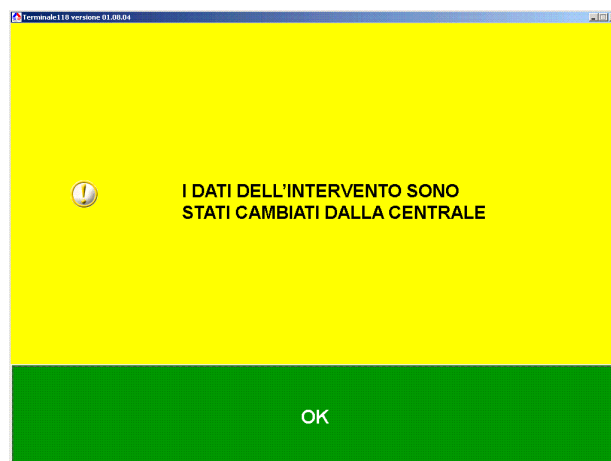 Terminale118 versione 01.08.04
I DATI DELL'INTERVENTO SONO
STATI CAMBIATI DALLA CENTRALE
OK